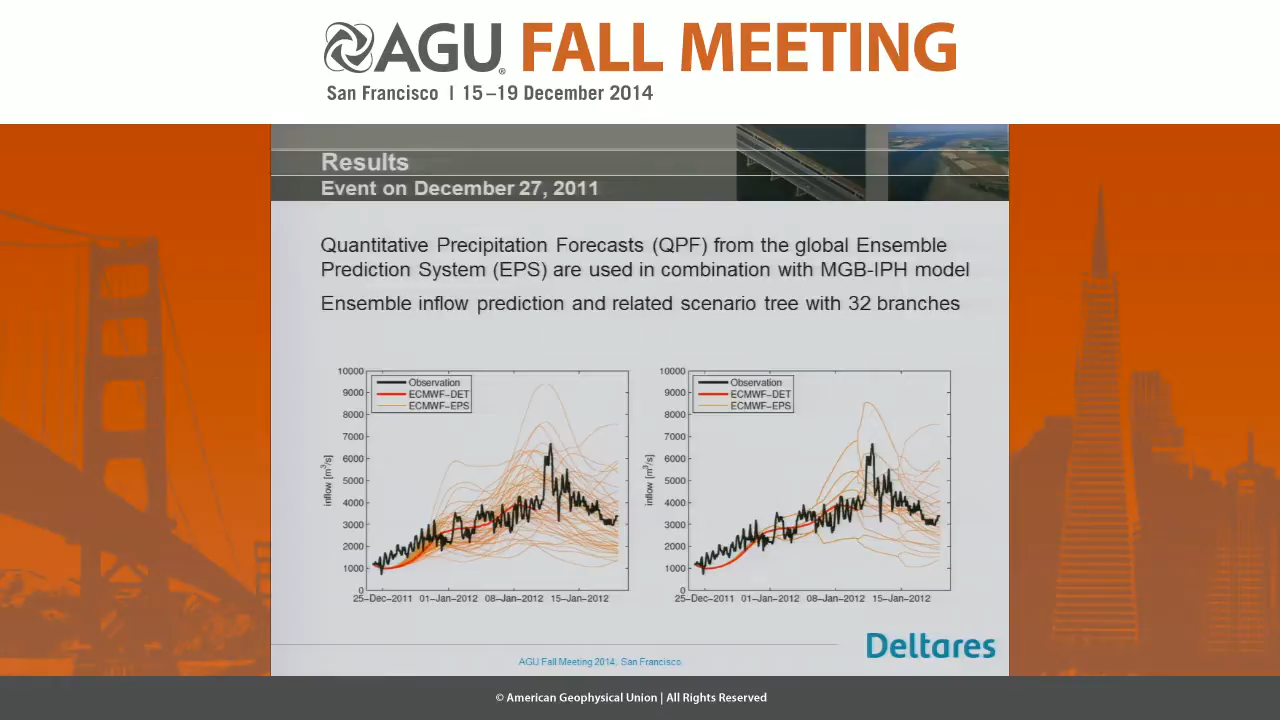 AGU FALL MEETING
San Francisco | 15–19 December 2014
Results
Event on December 27, 2011
Quantitative Precipitation Forecasts (QPF) from the global Ensemble
Prediction System (EPS) are used in combination with MGB-IPH model
Ensemble inflow prediction and related scenario tree with 32 branches
10000
9000
8000
7000
6000
5000
4000
3000
2000
1000
0
inflow [m³/s]
Observation
ECMWF-DET
ECMWF-EPS
25-Dec-2011 01-Jan-2012 08-Jan-2012 15-Jan-2012
10000
9000
8000
7000
6000
5000
4000
3000
2000
1000
0
inflow [m³/s]
Observation
ECMWF-DET
ECMWF-EPS
25-Dec-2011 01-Jan-2012 08-Jan-2012 15-Jan-2012
Deltares
AGU Fall Meeting 2014, San Francisco
© American Geophysical Union | All Rights Reserved